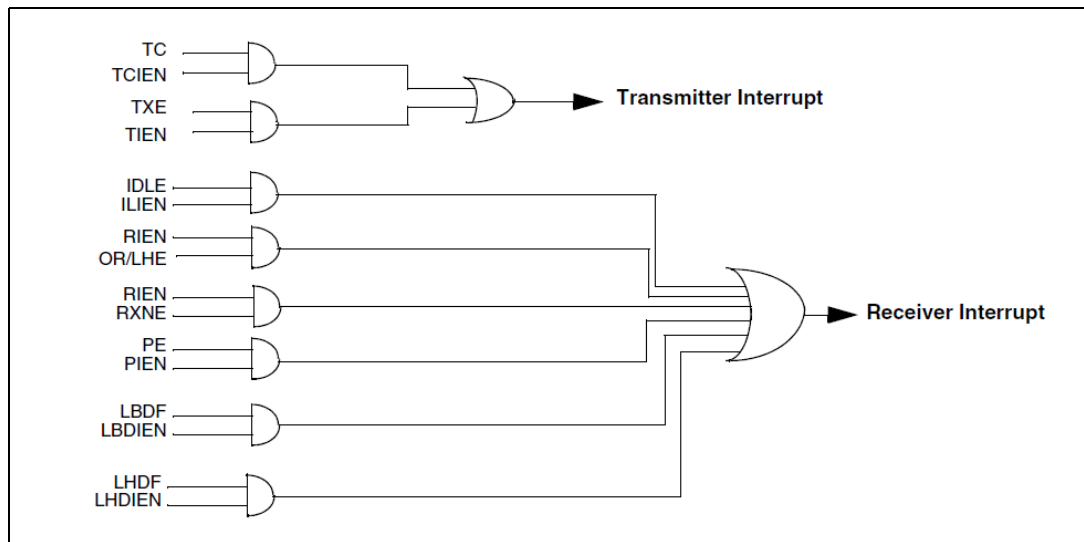 TC
TCIEN
Transmitter Interrupt
TXE
TIEN
IDLE
ILIEN
RIEN
OR/LHE
RIEN
RXNE
Receiver Interrupt
PE
PIEN
LBDF
LBDIEN
LHDF
LHDIEN